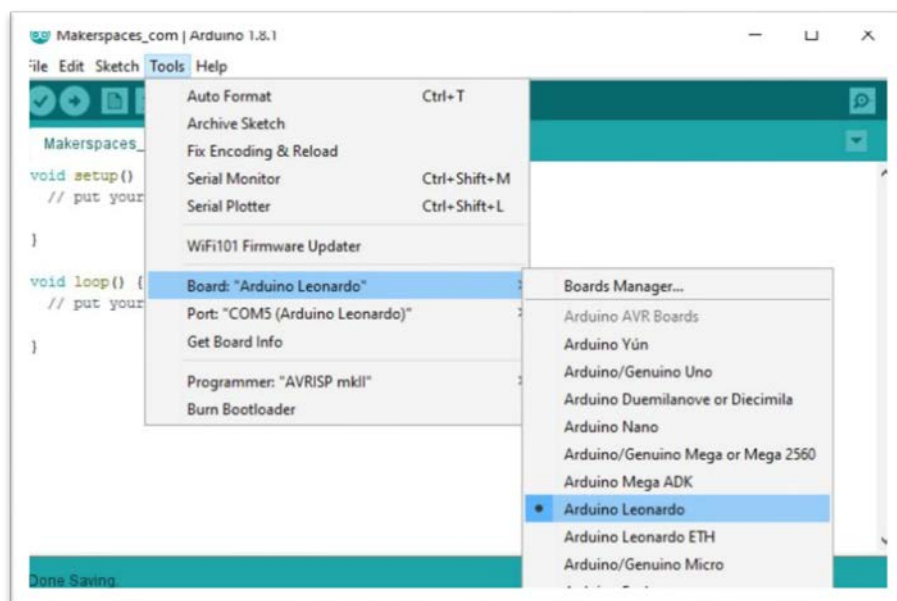 Makerspaces_com | Arduino 1.8.1
File Edit Sketch Tools Help
Makerspaces_
void setup()
// put your
}
void loop() {
// put your
}
Auto Format Ctrl+T
Archive Sketch
Fix Encoding & Reload
Serial Monitor Ctrl+Shift+M
Serial Plotter Ctrl+Shift+L
WiFi101 Firmware Updater
Board: "Arduino Leonardo"
Port: "COM5 (Arduino Leonardo)"
Get Board Info
Programmer: "AVRISP mkII"
Burn Bootloader
Boards Manager...
Arduino AVR Boards
Arduino Yún
Arduino/Genuino Uno
Arduino Duemilanove or Diecimila
Arduino Nano
Arduino/Genuino Mega or Mega 2560
Arduino Mega ADK
Arduino Leonardo
Arduino Leonardo ETH
Arduino/Genuino Micro
Done Saving.